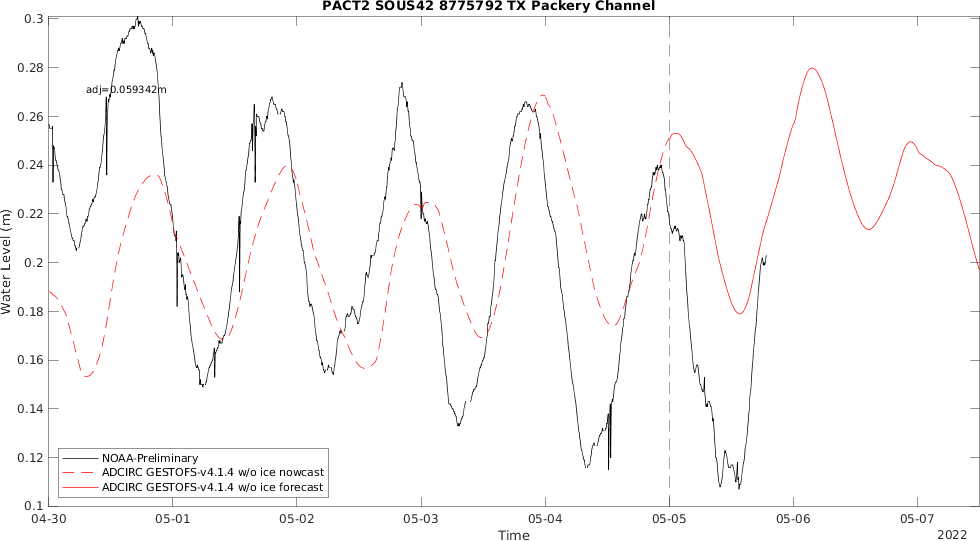 PACT2 SOUS42 8775792 TX Packery Channel
0.3
0.28
adj=0.059342m
0.26
0.24
0.22
Water Level (m)
0.2
0.18
0.16
0.14
0.12
0.1
NOAA-Preliminary
ADCIRC GESTOFS-v4.1.4 w/o ice nowcast
ADCIRC GESTOFS-v4.1.4 w/o ice forecast
04-30 05-01 05-02 05-03 05-04 05-05 05-06 05-07
Time
2022